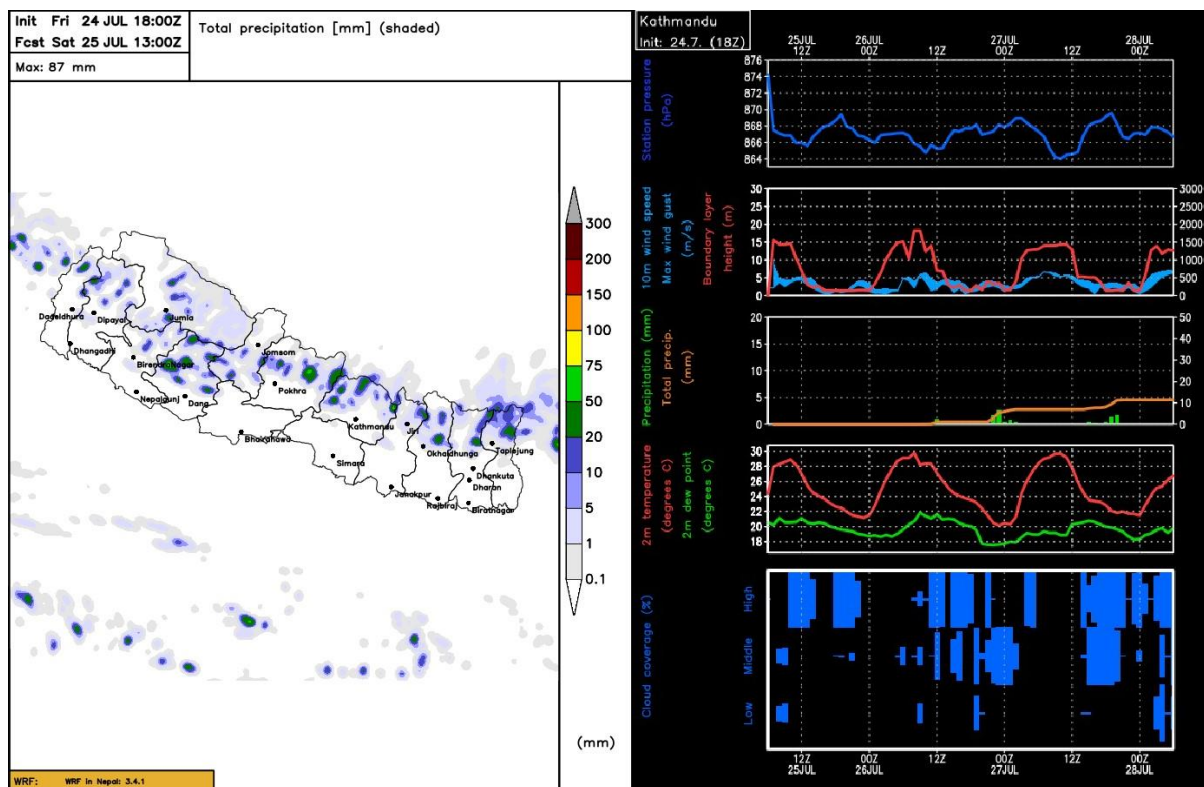 Init Fri 24 JUL 18:00Z
Fcst Sat 25 JUL 13:00Z
Total precipitation [mm] (shaded)
Max: 87 mm
300
200
150
100
75
50
20
10
5
1
0.1
(mm)
Dadeldhura
Dipayal
Jumla
Dhangadhi
Birendranagar
Jomsom
Nepalgunj
Dang
Pokhra
Bhairahawa
Kathmandu
Jiri
Simara
Okhaldhunga
Taplejung
Dhankuta
Dharan
Janakpur
Rajbiraj
Biratnagar
WRF: WRF in Nepal: 3.4.1
Kathmandu
Init: 24.7. (18Z)
25JUL 26JUL 27JUL 28JUL
12Z 00Z 12Z 00Z 12Z 00Z
Station pressure
(hPa)
876
874
872
870
868
866
864
10m wind speed
Max wind gust
(m/s)
Boundary layer
height (m)
30
25
20
15
10
5
0
3000
2500
2000
1500
1000
500
0
Precipitation (mm)
Total precip.
(mm)
20
15
10
5
0
50
40
30
20
10
0
2m temperature
(degrees C)
2m dew point
(degrees C)
30
28
26
24
22
20
18
Cloud coverage (%)
High
Middle
Low
12Z 00Z 12Z 00Z 12Z 00Z
25JUL 26JUL 27JUL 28JUL